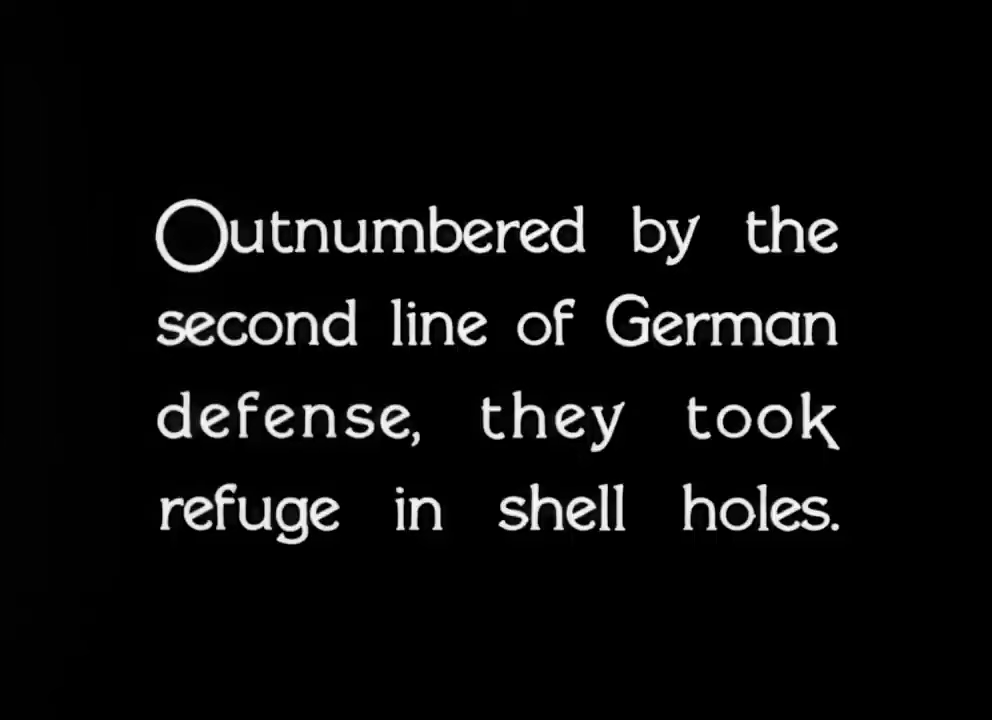 Outnumbered by the
second line of German
defense, they took
refuge in shell holes.